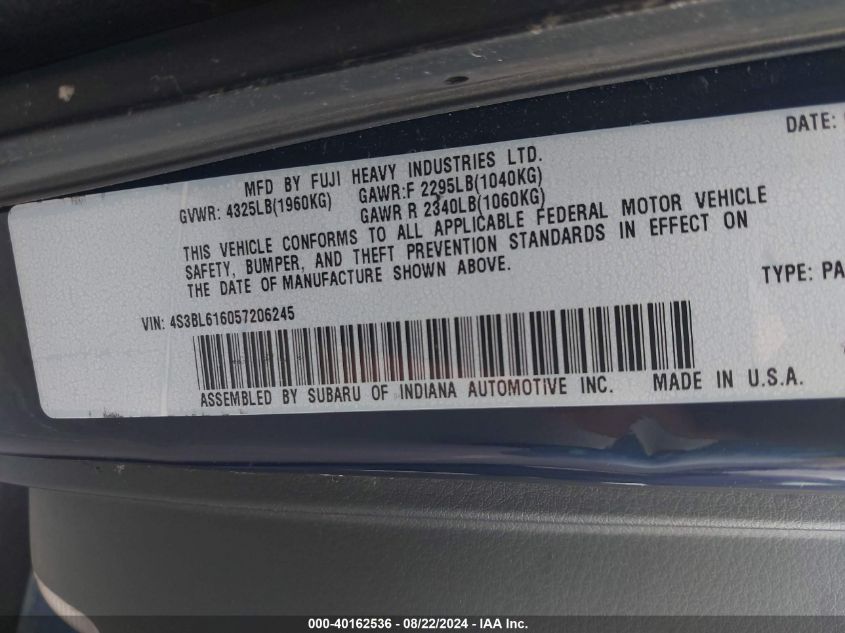 DATE:
MFD BY FUJI HEAVY INDUSTRIES LTD.
GVWR: 4325LB(1960KG) GAWR:F 2295LB(1040KG)
GAWR R 2340LB(1060KG)
THIS VEHICLE CONFORMS TO ALL APPLICABLE FEDERAL MOTOR VEHICLE
SAFETY, BUMPER, AND THEFT PREVENTION STANDARDS IN EFFECT ON
THE DATE OF MANUFACTURE SHOWN ABOVE.
TYPE: PA
VIN: 4S3BL616057206245
ASSEMBLED BY SUBARU OF INDIANA AUTOMOTIVE INC. MADE IN U.S.A.
000-40162536 - 08/22/2024 - IAA Inc.